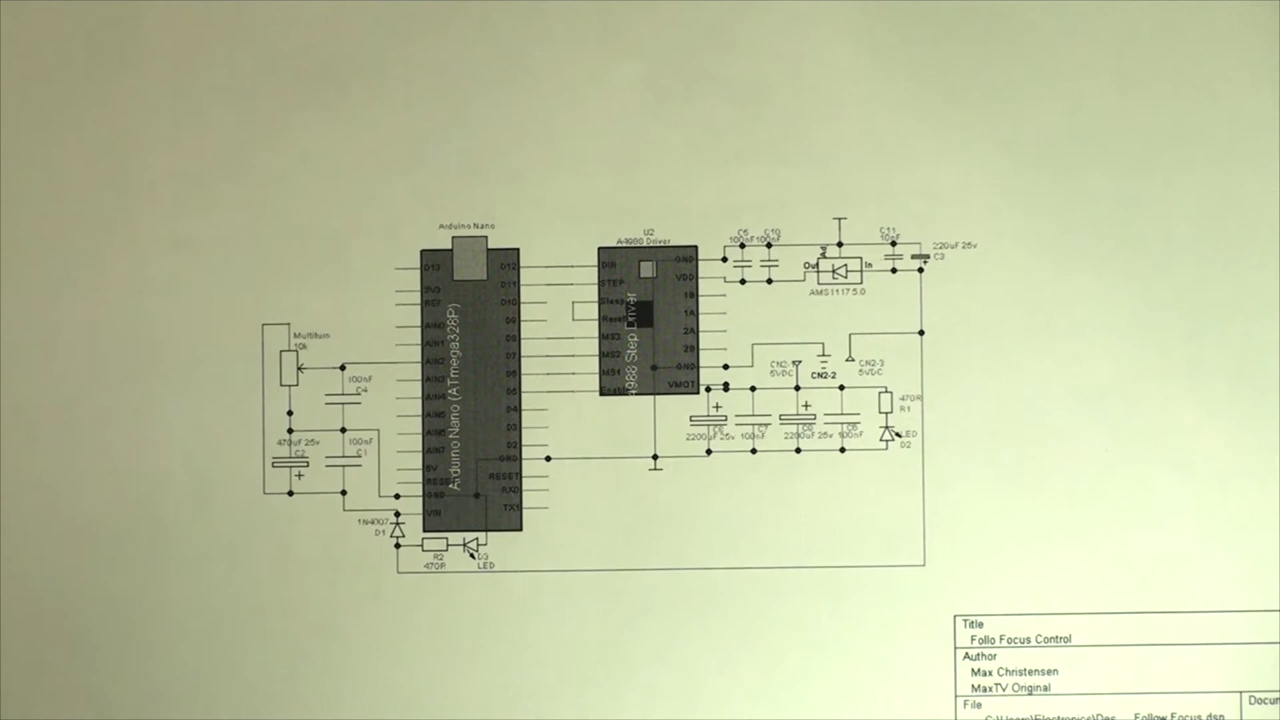 Arduino Nano
D13
3V3
REF
AIN0
AIN1
AIN2
AIN3
AIN4
AIN5
AIN6
AIN7
5V
RESET
GND
VIN
D12
D11
D10
D9
D8
D7
D6
D5
D4
D3
D2
GND
RESET
RX0
TX1
Arduino Nano (ATmega328P)
U2
A4988 Driver
DIR
STEP
Sleep
Reset
MS3
MS2
MS1
Enable
GND
VDD
1B
1A
2A
2B
GND
VMOT
4988 Step Driver
C5
100nF
C10
100nF
Out
Ad
In
AMS1117 5.0
C11
10nF
220uF 25v
C3
CN2-1
5VDC
CN2-2
CN2-3
5VDC
2200uF 25v
C7
100nF
2200uF 25v
100nF
470R
R1
LED
D2
Multiturn
10k
100nF
C4
470uF 25v
C2
100nF
C1
1N4007
D1
R2
470R
D3
LED
Title
Follo Focus Control
Author
Max Christensen
MaxTV Original
File
C:\Users\Electronics\Des
Follow Focus.dsn